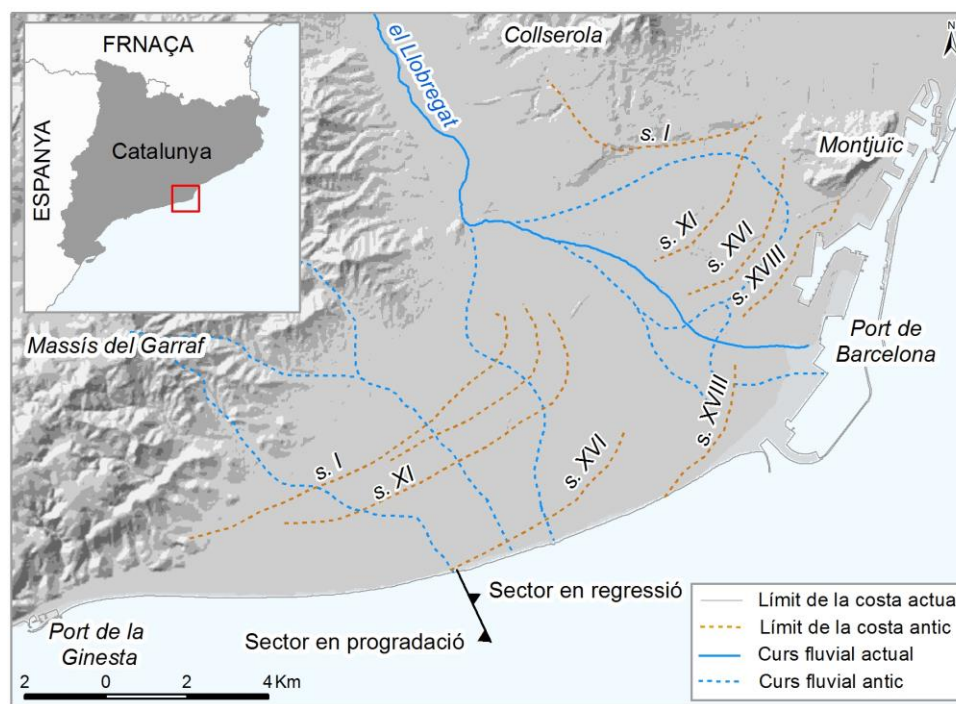 FRNAÇA
ESPANYA
Catalunya
el Llobregat
Collserola
N
Montjuïc
s. I
s. XI
s. XVI
s. XVIII
Massís del Garraf
Port de
Barcelona
s. I
s. XI
s. XVI
s. XVIII
Sector en regressió
Sector en progradació
Port de la
Ginesta
2 0 2 4 Km
Límit de la costa actual
Límit de la costa antic
Curs fluvial actual
Curs fluvial antic